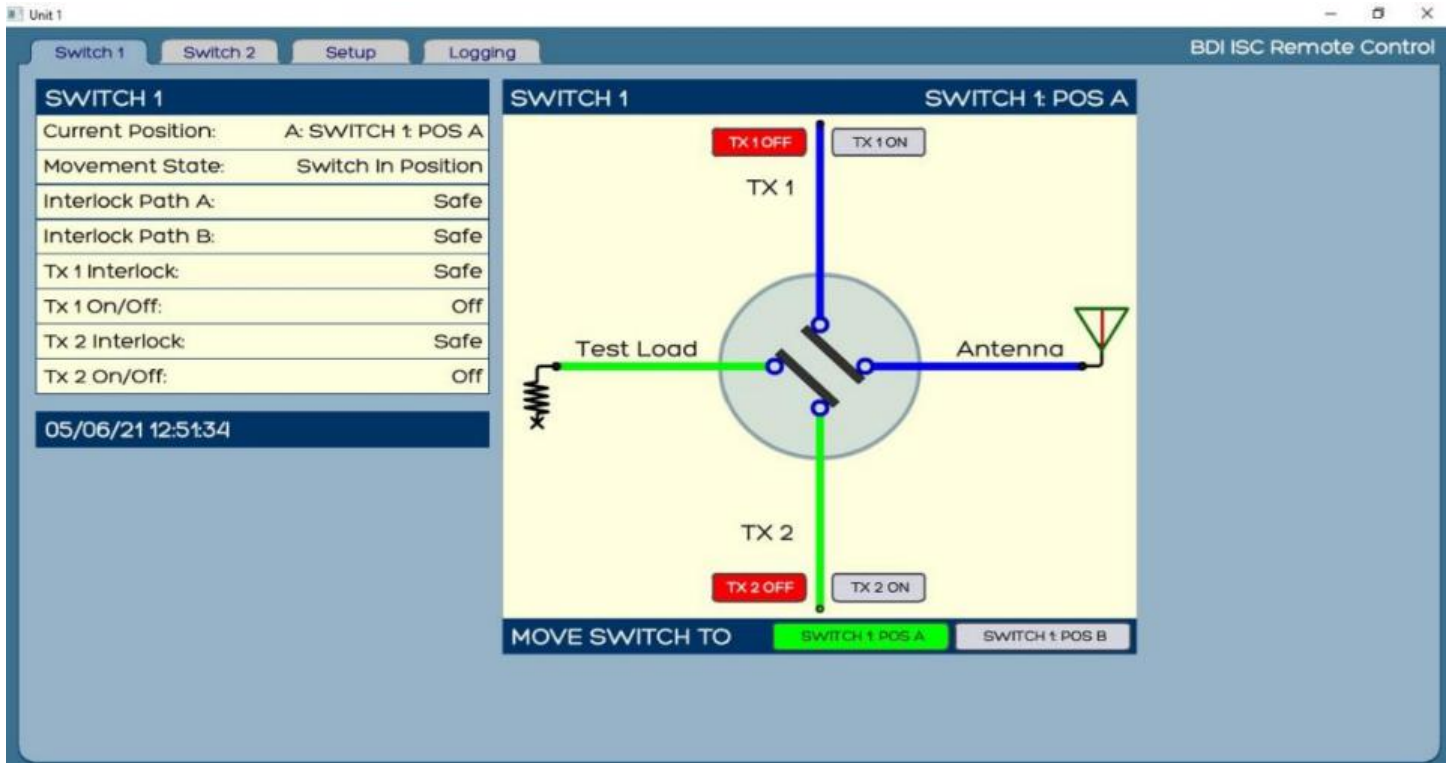 Unit 1
Switch 1 Switch 2 Setup Logging BDI ISC Remote Control
SWITCH 1
Current Position: A: SWITCH 1: POS A
Movement State: Switch In Position
Interlock Path A: Safe
Interlock Path B: Safe
Tx 1 Interlock: Safe
Tx 1 On/Off: Off
Tx 2 Interlock: Safe
Tx 2 On/Off: Off
05/06/21 12:51:34
SWITCH 1 SWITCH 1: POS A
TX 1 OFF TX 1 ON
TX 1
Test Load Antenna
TX 2
TX 2 OFF TX 2 ON
MOVE SWITCH TO SWITCH 1: POS A SWITCH 1: POS B